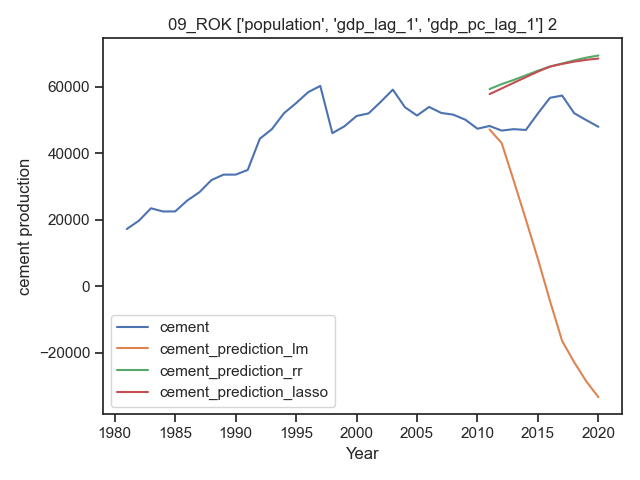 09_ROK ['population', 'gdp_lag_1', 'gdp_pc_lag_1'] 2
cement production
60000
40000
20000
0
−20000
cement
cement_prediction_lm
cement_prediction_rr
cement_prediction_lasso
1980 1985 1990 1995 2000 2005 2010 2015 2020
Year